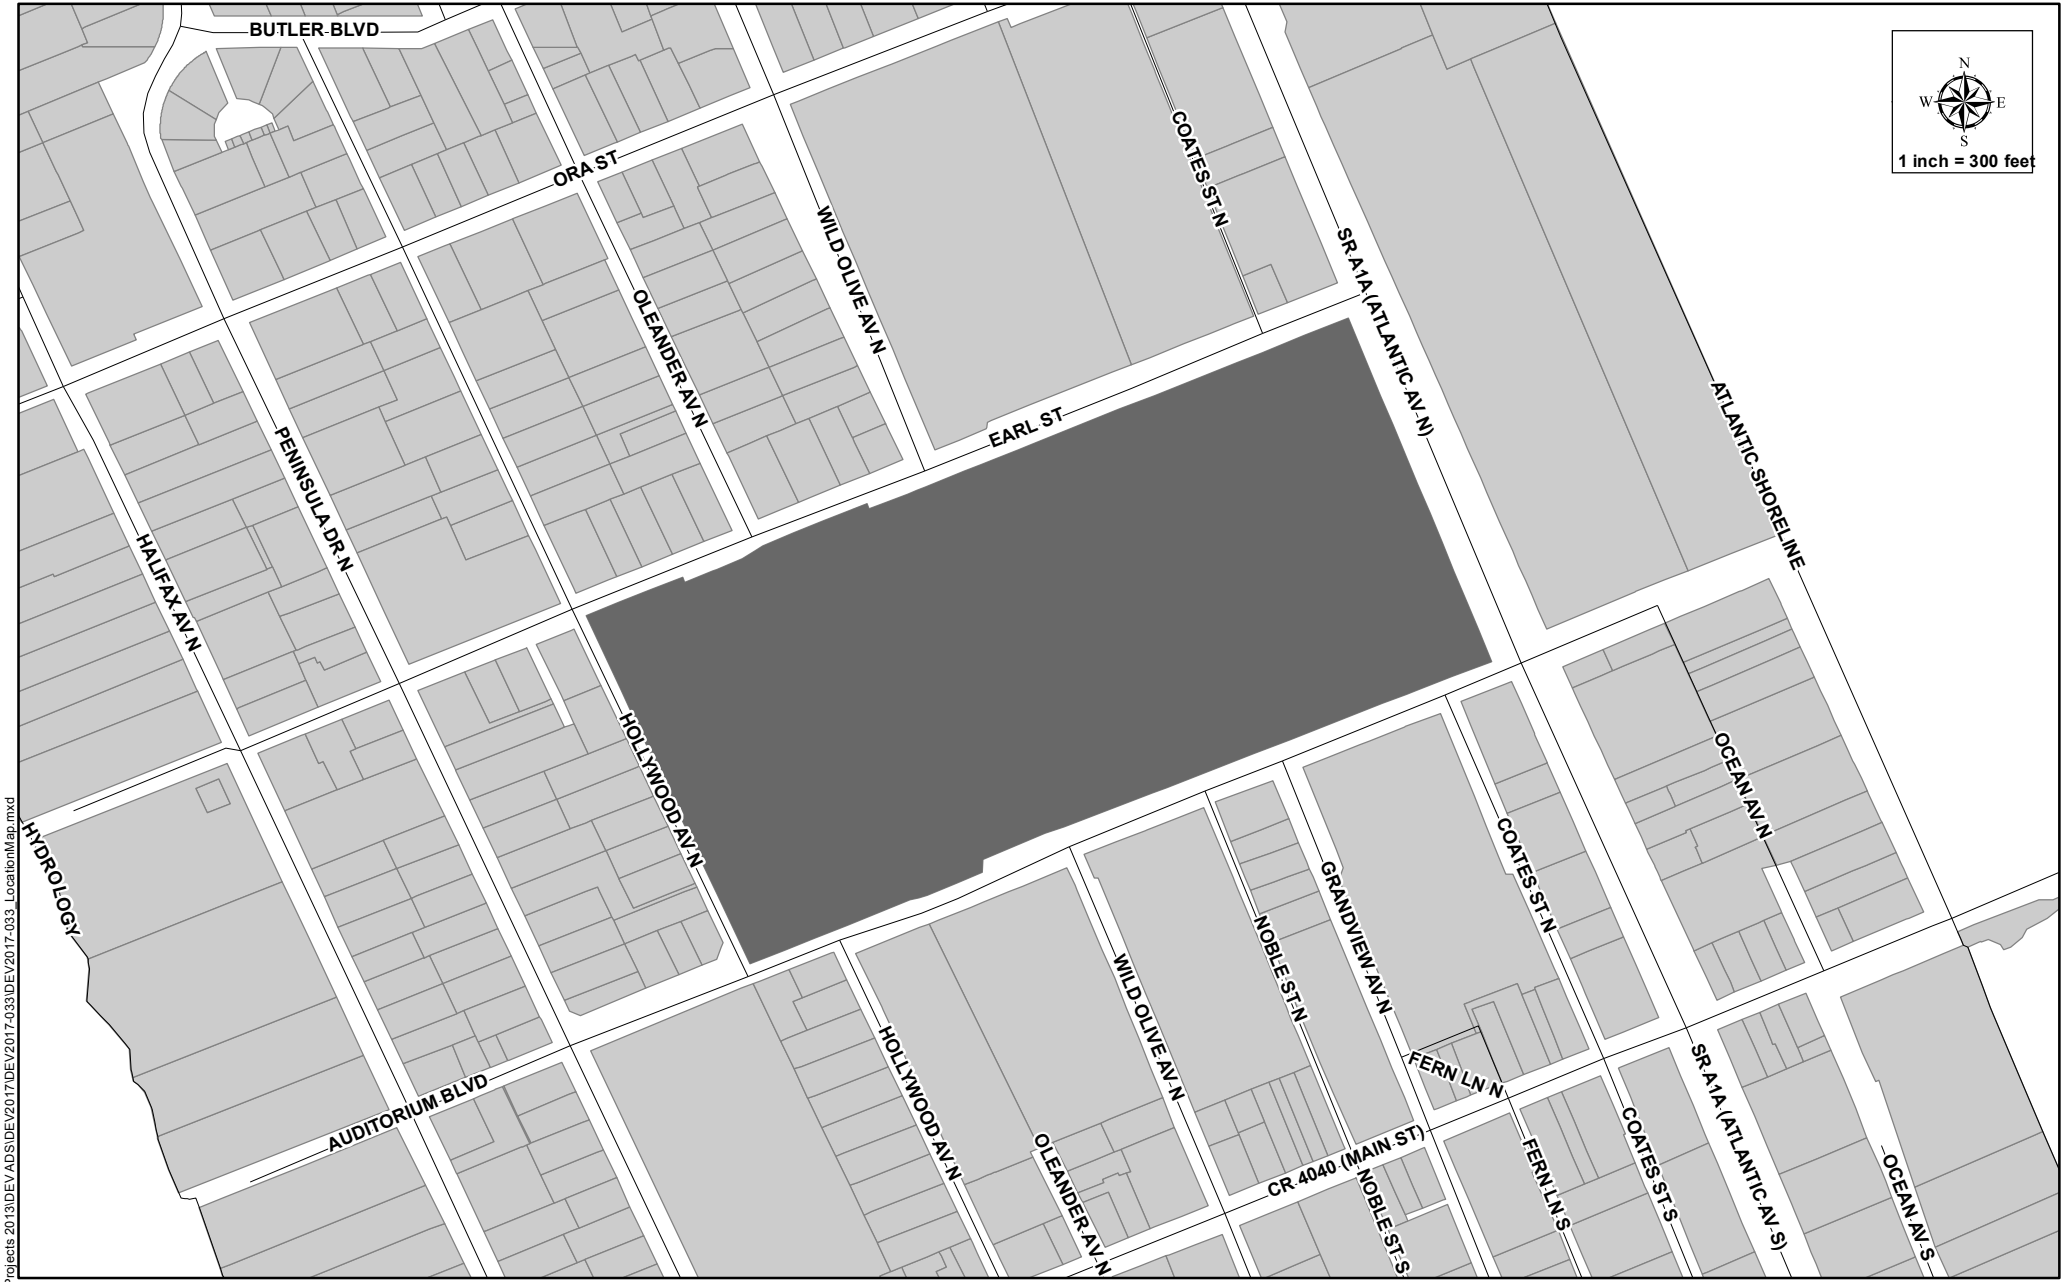 BUTLER BLVD
N
W
E
S
1 inch = 300 feet
ORA ST
COATES ST N
WILD OLIVE AV N
SR A1A (ATLANTIC AV N)
OLEANDER AV N
ATLANTIC SHORELINE
EARL ST
PENINSULA DR N
HALIFAX AV N
HOLLYWOOD AV N
OCEAN AV N
HYDROLOGY
COATES ST N
GRANDVIEW AV N
NOBLE ST N
WILD OLIVE AV N
HOLLYWOOD AV N
FERN LN N
AUDITORIUM BLVD
SR A1A (ATLANTIC AV S)
COATES ST S
OLEANDER AV N
CR 4040 (MAIN ST)
FERN LN S
NOBLE ST S
OCEAN AV S
Projects 2013\DEV ADS\DEV2017\DEV2017-033\DEV2017-033_LocationMap.mxd